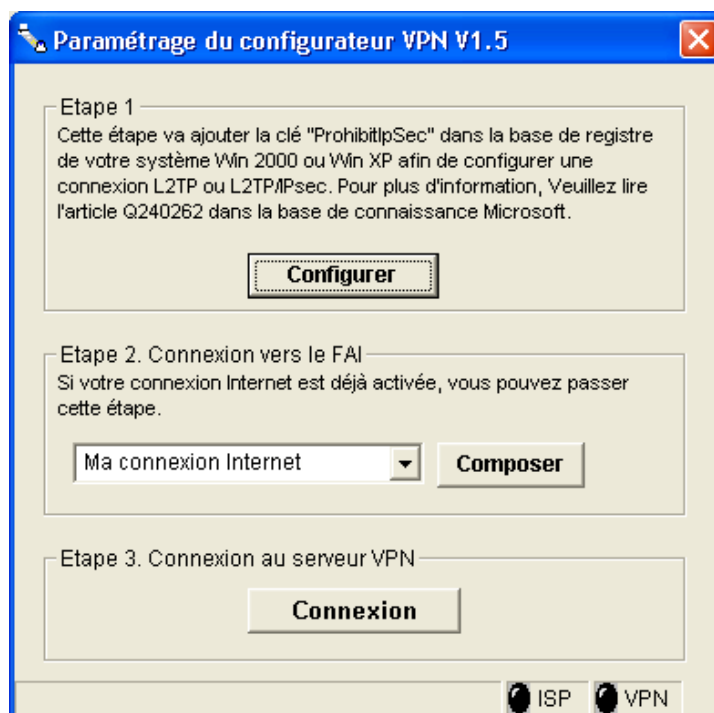 Paramétrage du configurateur VPN V1.5
Etape 1
Cette étape va ajouter la clé "ProhibitIpSec" dans la base de registre
de votre système Win 2000 ou Win XP afin de configurer une
connexion L2TP ou L2TP/IPsec. Pour plus d'information, Veuillez lire
l'article Q240262 dans la base de connaissance Microsoft.
Configurer
Etape 2. Connexion vers le FAI
Si votre connexion Internet est déjà activée, vous pouvez passer
cette étape.
Ma connexion Internet
Composer
Etape 3. Connexion au serveur VPN
Connexion
ISP VPN